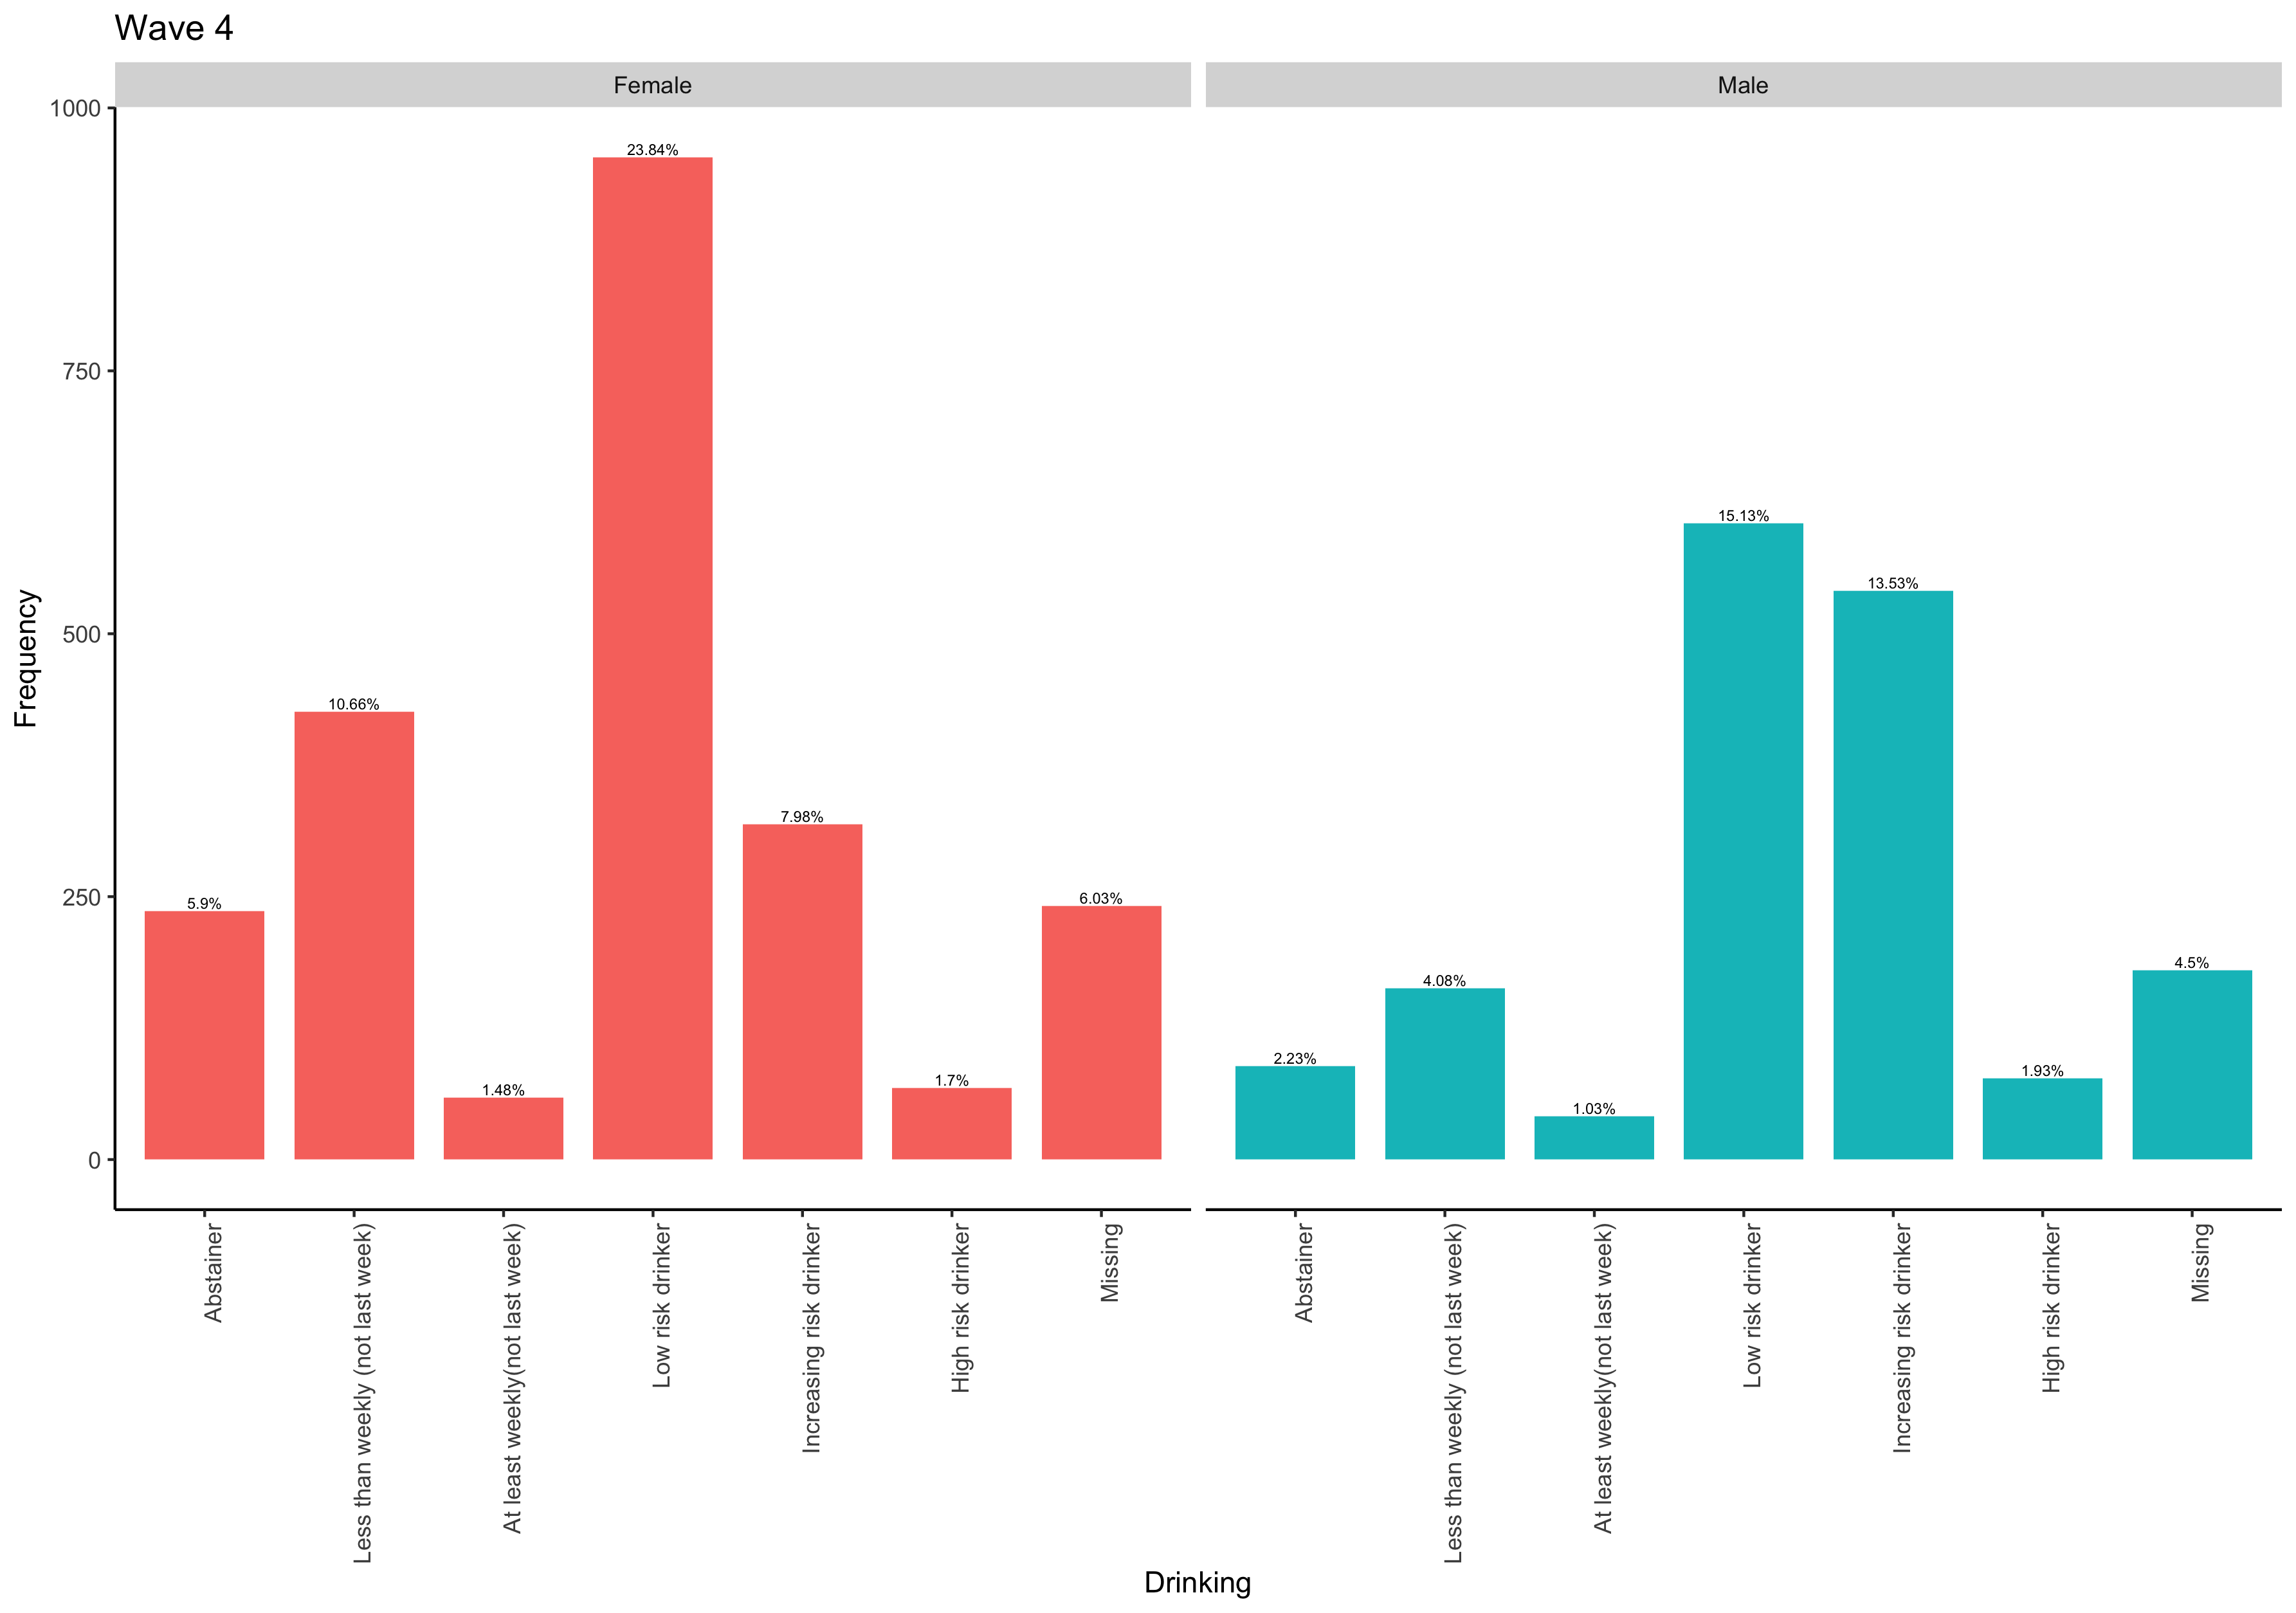 Wave 4
Female
Male
1000
750
500
250
0
Frequency
5.9%
10.66%
1.48%
23.84%
7.98%
1.7%
6.03%
2.23%
4.08%
1.03%
15.13%
13.53%
1.93%
4.5%
Abstainer
Less than weekly (not last week)
At least weekly(not last week)
Low risk drinker
Increasing risk drinker
High risk drinker
Missing
Abstainer
Less than weekly (not last week)
At least weekly(not last week)
Low risk drinker
Increasing risk drinker
High risk drinker
Missing
Drinking